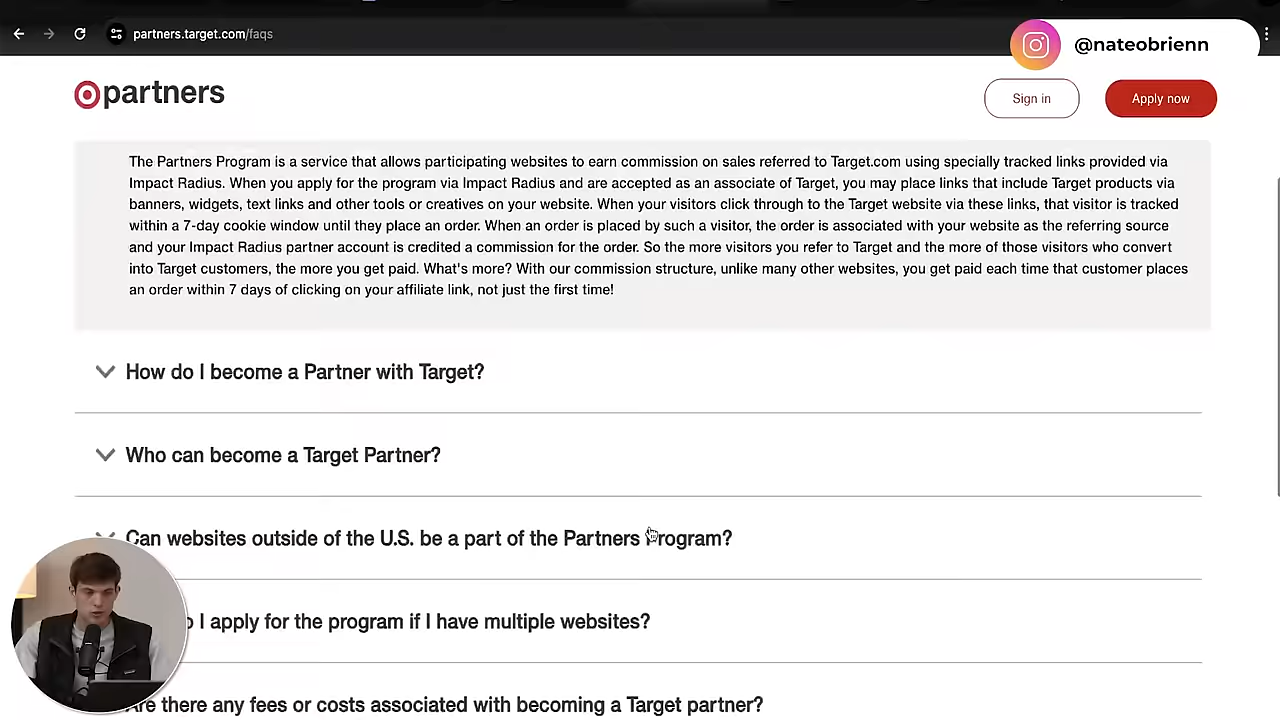 partners.target.com/faqs
@nateobrienn
partners
Sign in
Apply now
The Partners Program is a service that allows participating websites to earn commission on sales referred to Target.com using specially tracked links provided via
Impact Radius. When you apply for the program via Impact Radius and are accepted as an associate of Target, you may place links that include Target products via
banners, widgets, text links and other tools or creatives on your website. When your visitors click through to the Target website via these links, that visitor is tracked
within a 7-day cookie window until they place an order. When an order is placed by such a visitor, the order is associated with your website as the referring source
and your Impact Radius partner account is credited a commission for the order. So the more visitors you refer to Target and the more of those visitors who convert
into Target customers, the more you get paid. What's more? With our commission structure, unlike many other websites, you get paid each time that customer places
an order within 7 days of clicking on your affiliate link, not just the first time!
How do I become a Partner with Target?
Who can become a Target Partner?
Can websites outside of the U.S. be a part of the Partners Program?
I apply for the program if I have multiple websites?
Are there any fees or costs associated with becoming a Target partner?